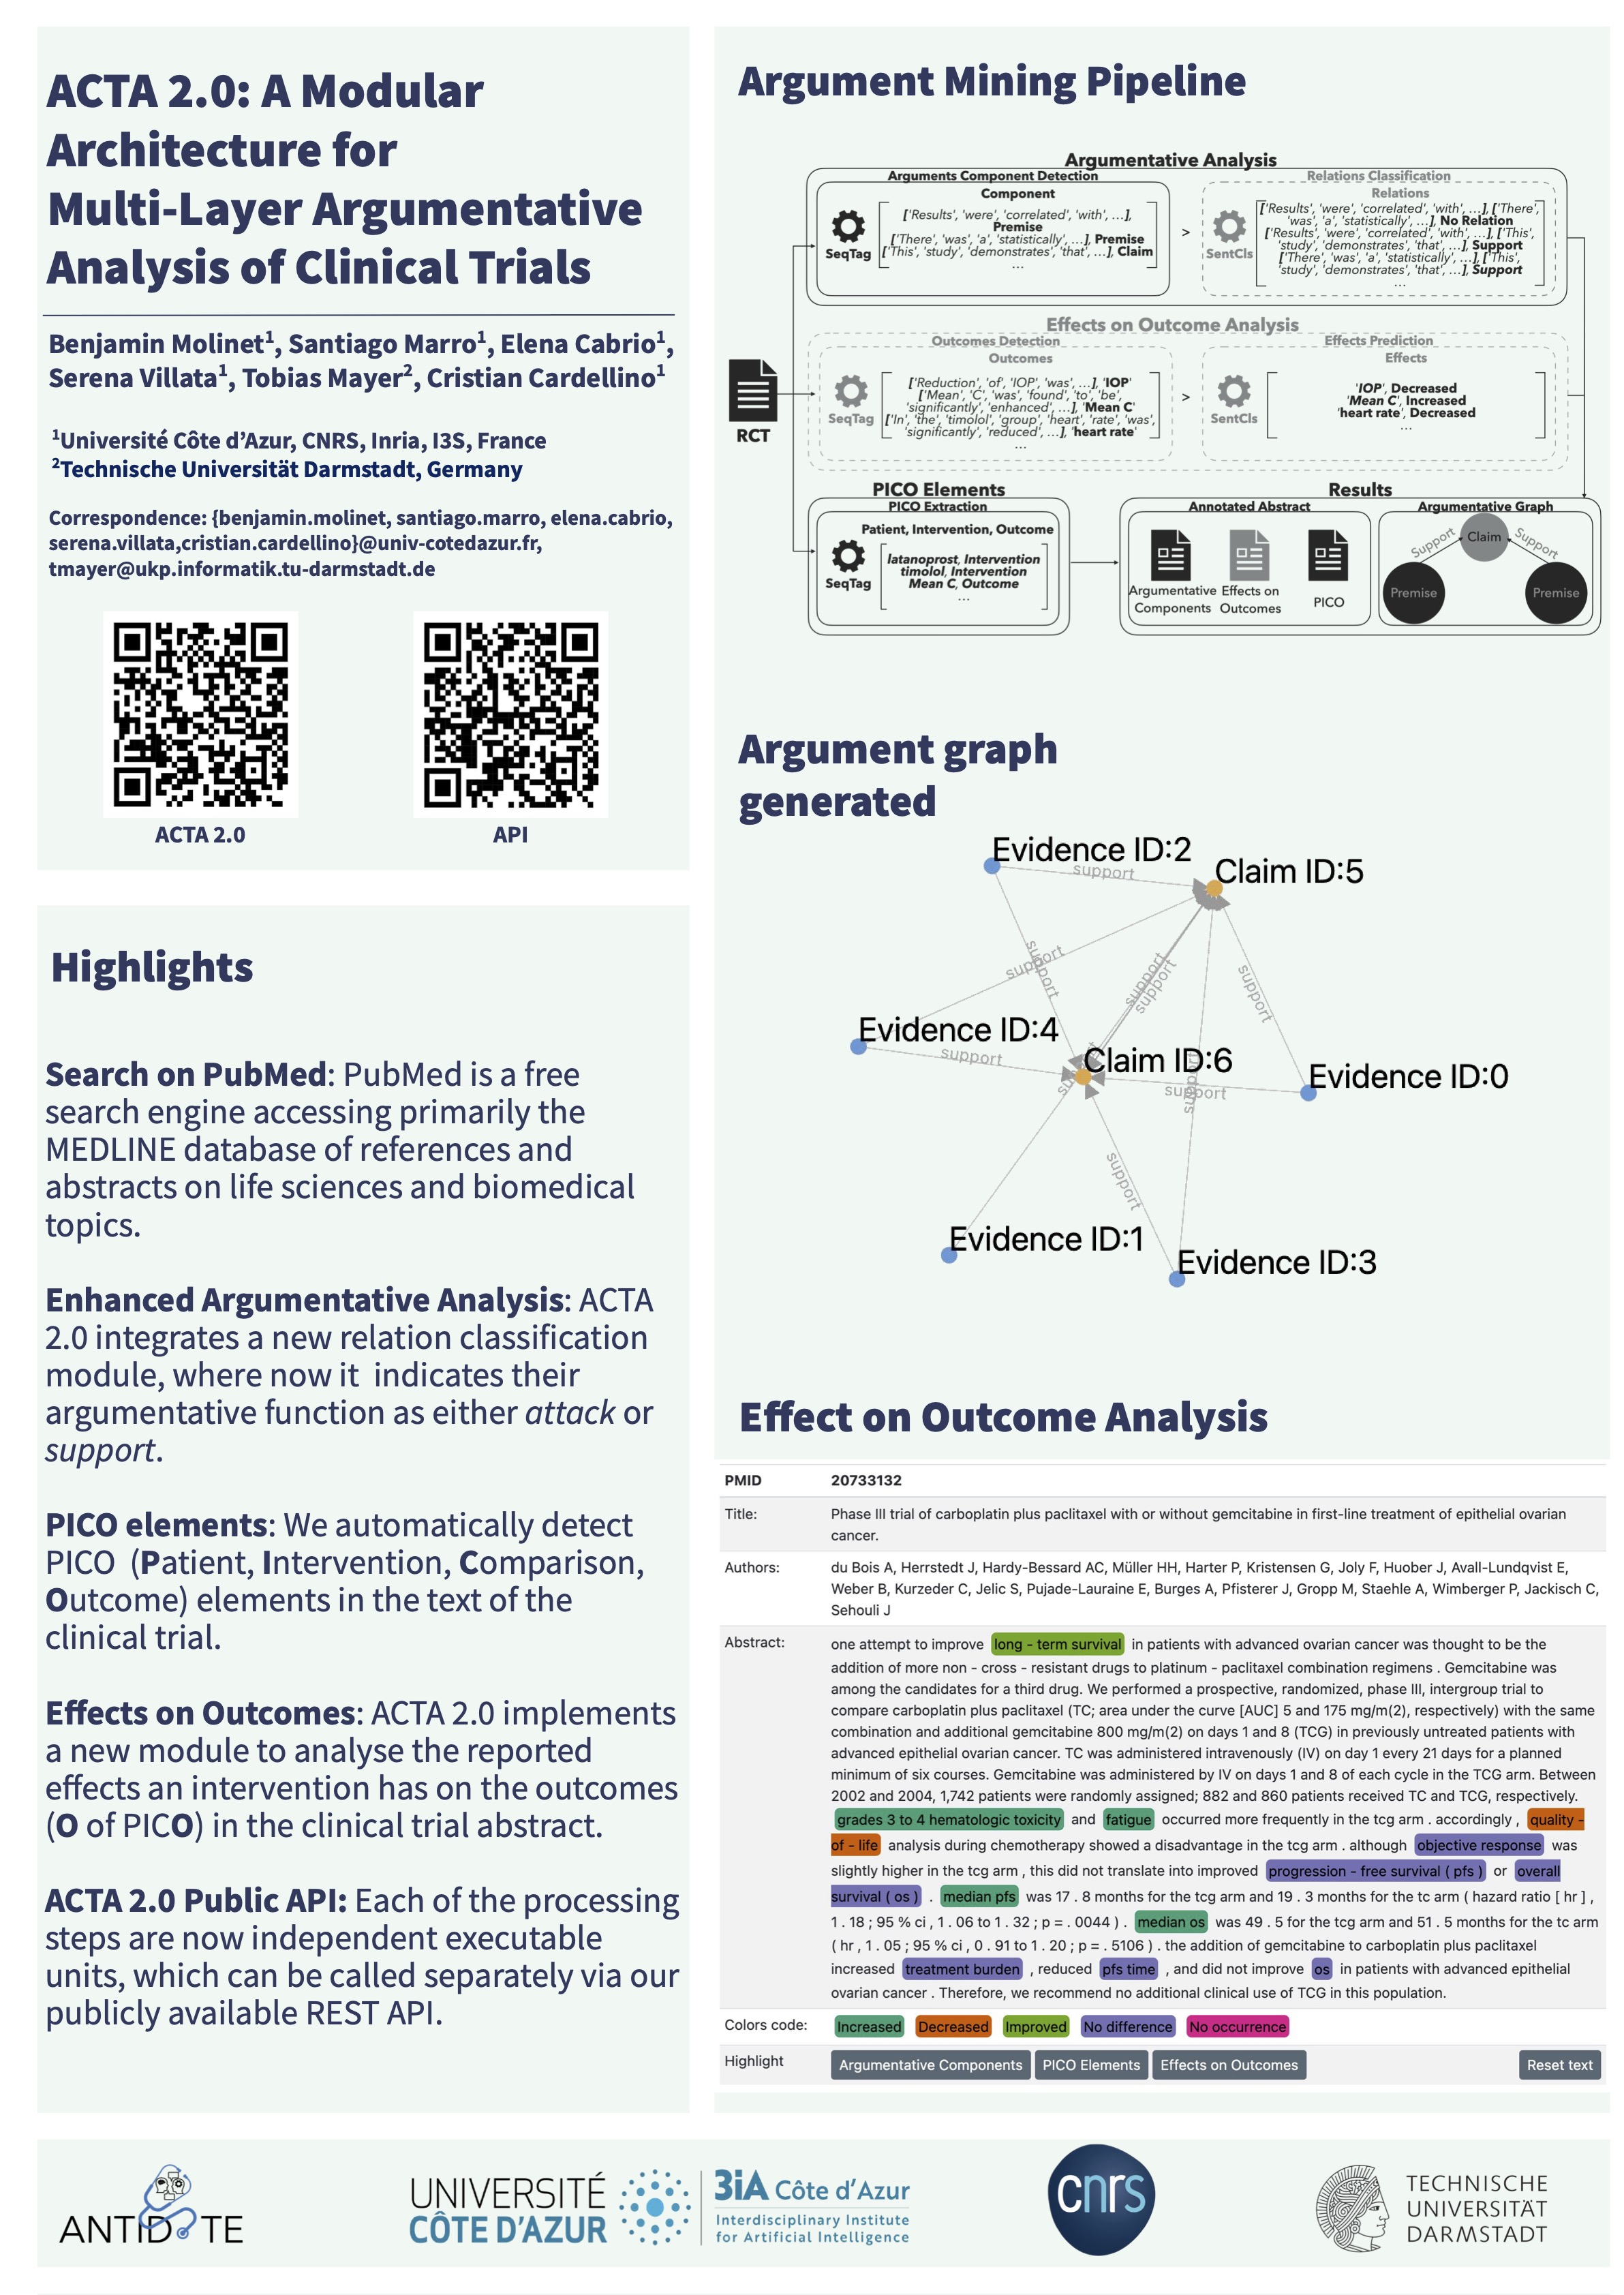 ACTA 2.0: A Modular
Architecture for
Multi-Layer Argumentative
Analysis of Clinical Trials
Benjamin Molinet1, Santiago Marro1, Elena Cabrio1,
Serena Villata1, Tobias Mayer2, Cristian Cardellino1
1Université Côte d’Azur, CNRS, Inria, I3S, France
2Technische Universität Darmstadt, Germany
Correspondence: {benjamin.molinet, santiago.marro, elena.cabrio,
serena.villata,cristian.cardellino}@univ-cotedazur.fr,
tmayer@ukp.informatik.tu-darmstadt.de
ACTA 2.0
API
Highlights
Search on PubMed: PubMed is a free
search engine accessing primarily the
MEDLINE database of references and
abstracts on life sciences and biomedical
topics.
Enhanced Argumentative Analysis: ACTA
2.0 integrates a new relation classification
module, where now it  indicates their
argumentative function as either attack or
support.
PICO elements: We automatically detect
PICO  (Patient, Intervention, Comparison,
Outcome) elements in the text of the
clinical trial.
Effects on Outcomes: ACTA 2.0 implements
a new module to analyse the reported
effects an intervention has on the outcomes
(O of PICO) in the clinical trial abstract.
ACTA 2.0 Public API: Each of the processing
steps are now independent executable
units, which can be called separately via our
publicly available REST API.
Argument Mining Pipeline
RCT
Argumentative Analysis
Arguments Component Detection
Component
SeqTag
['Results', 'were', 'correlated', 'with', ...],
Premise
['There', 'was', 'a', 'statistically', ...], Premise
['This', 'study', 'demonstrates', 'that', ...], Claim
...
>
Relations Classification
Relations
SentCls
['Results', 'were', 'correlated', 'with', ...], ['There',
'was', 'a', 'statistically', ...], No Relation
['Results', 'were', 'correlated', 'with', ...], ['This',
'study', 'demonstrates', 'that', ...], Support
['There', 'was', 'a', 'statistically', ...], ['This',
'study', 'demonstrates', 'that', ...], Support
...
Effects on Outcome Analysis
Outcomes Detection
Outcomes
SeqTag
['Reduction', 'of', 'IOP', 'was', ...], 'IOP'
['Mean', 'C', 'was', 'found', 'to', 'be',
'significantly', 'enhanced', ...], 'Mean C'
['In', 'the', 'timolol', 'group', 'heart', 'rate', 'was',
'significantly', 'reduced', ...], 'heart rate'
...
>
Effects Prediction
Effects
SentCls
'IOP', Decreased
'Mean C', Increased
'heart rate', Decreased
...
PICO Elements
PICO Extraction
Patient, Intervention, Outcome
SeqTag
latanoprost, Intervention
timolol, Intervention
Mean C, Outcome
...
Results
Annotated Abstract
Argumentative
Components
Effects on
Outcomes
PICO
Argumentative Graph
Support
Claim
Support
Premise
Premise
Argument graph
generated
Evidence ID:2
support
Claim ID:5
support
support
support
support
support
Evidence ID:4
support
Claim ID:6
support
support
Evidence ID:0
support
Evidence ID:1
Evidence ID:3
Effect on Outcome Analysis
PMID 20733132
Title: Phase III trial of carboplatin plus paclitaxel with or without gemcitabine in first-line treatment of epithelial ovarian
cancer.
Authors: du Bois A, Herrstedt J, Hardy-Bessard AC, Müller HH, Harter P, Kristensen G, Joly F, Huober J, Avall-Lundqvist E,
Weber B, Kurzeder C, Jelic S, Pujade-Lauraine E, Burges A, Pfisterer J, Gropp M, Staehle A, Wimberger P, Jackisch C,
Sehouli J
Abstract: one attempt to improve long - term survival in patients with advanced ovarian cancer was thought to be the
addition of more non - cross - resistant drugs to platinum - paclitaxel combination regimens . Gemcitabine was
among the candidates for a third drug. We performed a prospective, randomized, phase III, intergroup trial to
compare carboplatin plus paclitaxel (TC; area under the curve [AUC] 5 and 175 mg/m(2), respectively) with the same
combination and additional gemcitabine 800 mg/m(2) on days 1 and 8 (TCG) in previously untreated patients with
advanced epithelial ovarian cancer. TC was administered intravenously (IV) on day 1 every 21 days for a planned
minimum of six courses. Gemcitabine was administered by IV on days 1 and 8 of each cycle in the TCG arm. Between
2002 and 2004, 1,742 patients were randomly assigned; 882 and 860 patients received TC and TCG, respectively.
grades 3 to 4 hematologic toxicity and fatigue occurred more frequently in the tcg arm . accordingly , quality -
of - life analysis during chemotherapy showed a disadvantage in the tcg arm . although objective response was
slightly higher in the tcg arm , this did not translate into improved progression - free survival ( pfs ) or overall
survival ( os ) . median pfs was 17 . 8 months for the tcg arm and 19 . 3 months for the tc arm ( hazard ratio [ hr ] ,
1 . 18 ; 95 % ci , 1 . 06 to 1 . 32 ; p = . 0044 ) . median os was 49 . 5 for the tcg arm and 51 . 5 months for the tc arm
( hr , 1 . 05 ; 95 % ci , 0 . 91 to 1 . 20 ; p = . 5106 ) . the addition of gemcitabine to carboplatin plus paclitaxel
increased treatment burden , reduced pfs time , and did not improve os in patients with advanced epithelial
ovarian cancer . Therefore, we recommend no additional clinical use of TCG in this population.
Colors code: Increased Decreased Improved No difference No occurrence
Highlight Argumentative Components PICO Elements Effects on Outcomes Reset text
ANTIDOTE
UNIVERSITÉ
CÔTE D'AZUR
3iA Côte d'Azur
Interdisciplinary Institute
for Artificial Intelligence
cnrs
TECHNISCHE
UNIVERSITÄT
DARMSTADT